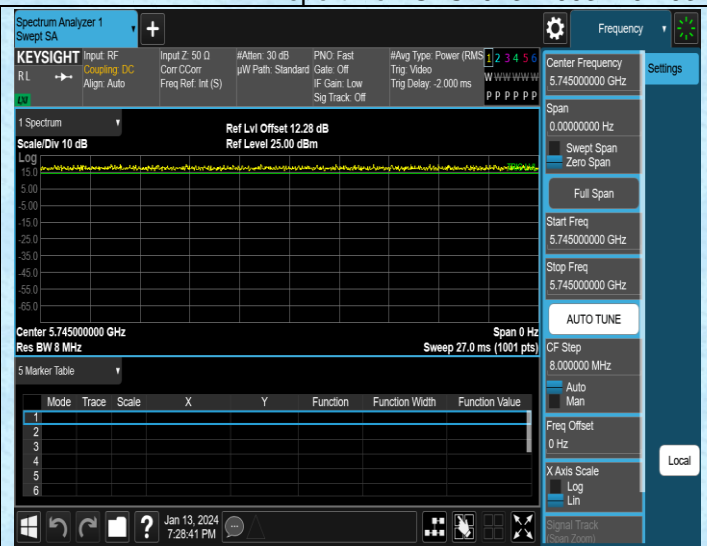 Spectrum Analyzer 1
Swept SA
+
Frequency
KEYSIGHT
RL
Input: RF
Coupling: DC
Align: Auto
Input Z: 50 Ω
Corr CCorr
Freq Ref: Int (S)
#Atten: 30 dB
µW Path: Standard
PNO: Fast
Gate: Off
IF Gain: Low
Sig Track: Off
#Avg Type: Power (RMS
Trig: Video
Trig Delay: -2.000 ms
1 2 3 4 5 6
W W W W W W
P P P P P P
LXI
1 Spectrum
Scale/Div 10 dB
Ref Lvl Offset 12.28 dB
Ref Level 25.00 dBm
Log
15.0
5.00
-5.00
-15.0
-25.0
-35.0
-45.0
-55.0
-65.0
Center 5.745000000 GHz
Span 0 Hz
Res BW 8 MHz
Sweep 27.0 ms (1001 pts)
5 Marker Table
Mode Trace Scale X Y Function Function Width Function Value
1
2
3
4
5
6
Center Frequency
5.745000000 GHz
Settings
Span
0.00000000 Hz
Swept Span
Zero Span
Full Span
Start Freq
5.745000000 GHz
Stop Freq
5.745000000 GHz
AUTO TUNE
CF Step
8.000000 MHz
Auto
Man
Freq Offset
0 Hz
X Axis Scale
Log
Lin
Local
Signal Track
(Span Zoom)
?
Jan 13, 2024
7:28:41 PM